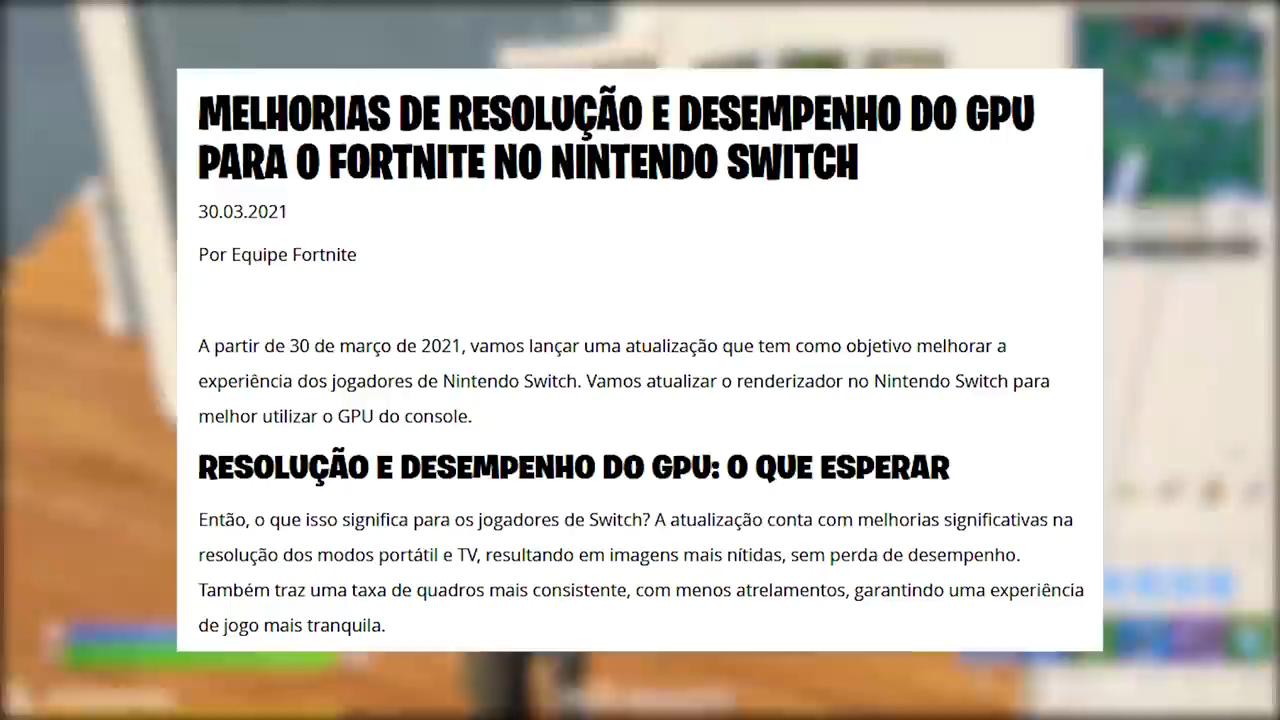 MELHORIAS DE RESOLUÇÃO E DESEMPENHO DO GPU
PARA O FORTNITE NO NINTENDO SWITCH
30.03.2021
Por Equipe Fortnite
A partir de 30 de março de 2021, vamos lançar uma atualização que tem como objetivo melhorar a
experiência dos jogadores de Nintendo Switch. Vamos atualizar o renderizador no Nintendo Switch para
melhor utilizar o GPU do console.
RESOLUÇÃO E DESEMPENHO DO GPU: O QUE ESPERAR
Então, o que isso significa para os jogadores de Switch? A atualização conta com melhorias significativas na
resolução dos modos portátil e TV, resultando em imagens mais nítidas, sem perda de desempenho.
Também traz uma taxa de quadros mais consistente, com menos atrelamentos, garantindo uma experiência
de jogo mais tranquila.